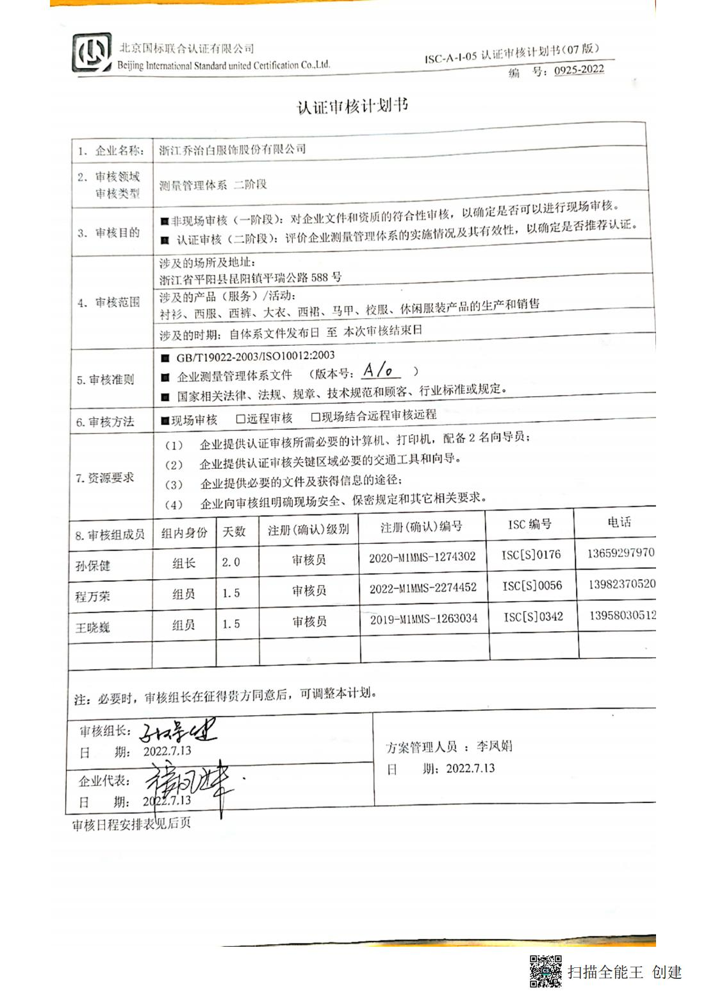 北京国标联合认证有限公司
Beijing International Standard united Certification Co.,Ltd.
ISC-A-I-05 认证审核计划书(07 版)
编 号: 0925-2022
认证审核计划书
1. 企业名称: 浙江乔治白服饰股份有限公司
2. 审核领域
审核类型
测量管理体系 二阶段
3. 审核目的
■非现场审核（一阶段）：对企业文件和资质的符合性审核，以确定是否可以进行现场审核。
■ 认证审核（二阶段）：评价企业测量管理体系的实施情况及其有效性，以确定是否推荐认证。
4. 审核范围
涉及的场所及地址:
浙江省平阳县昆阳镇平瑞公路 588 号
涉及的产品（服务）/活动:
衬衫、西服、西裤、大衣、西裙、马甲、校服、休闲服装产品的生产和销售
涉及的时期: 自体系文件发布日 至 本次审核结束日
5.审核准则
■ GB/T19022-2003/ISO10012:2003
■ 企业测量管理体系文件 （版本号: A/0 ）
■ 国家相关法律、法规、规章、技术规范和顾客、行业标准或规定。
6.审核方法 ■现场审核 □远程审核 □现场结合远程审核远程
7.资源要求
（1） 企业提供认证审核所需必要的计算机、打印机，配备 2 名向导员;
（2） 企业提供认证审核关键区域必要的交通工具和向导。
（3） 企业提供必要的文件及获得信息的途径;
（4） 企业向审核组明确现场安全、保密规定和其它相关要求。
8.审核组成员 组内身份 天数 注册(确认)级别 注册(确认)编号 ISC 编号 电话
孙保健 组长 2.0 审核员 2020-M1MMS-1274302 ISC[S]0176 13659297970
程万荣 组员 1.5 审核员 2022-M1MMS-2274452 ISC[S]0056 13982370520
王晓巍 组员 1.5 审核员 2019-M1MMS-1263034 ISC[S]0342 13958030512
注: 必要时，审核组长在征得贵方同意后，可调整本计划。
审核组长: 孙保健
日 期: 2022.7.13
企业代表:
日 期: 2022.7.13
方案管理人员 : 李凤娟
日 期: 2022.7.13
审核日程安排表见后页
扫描全能王 创建